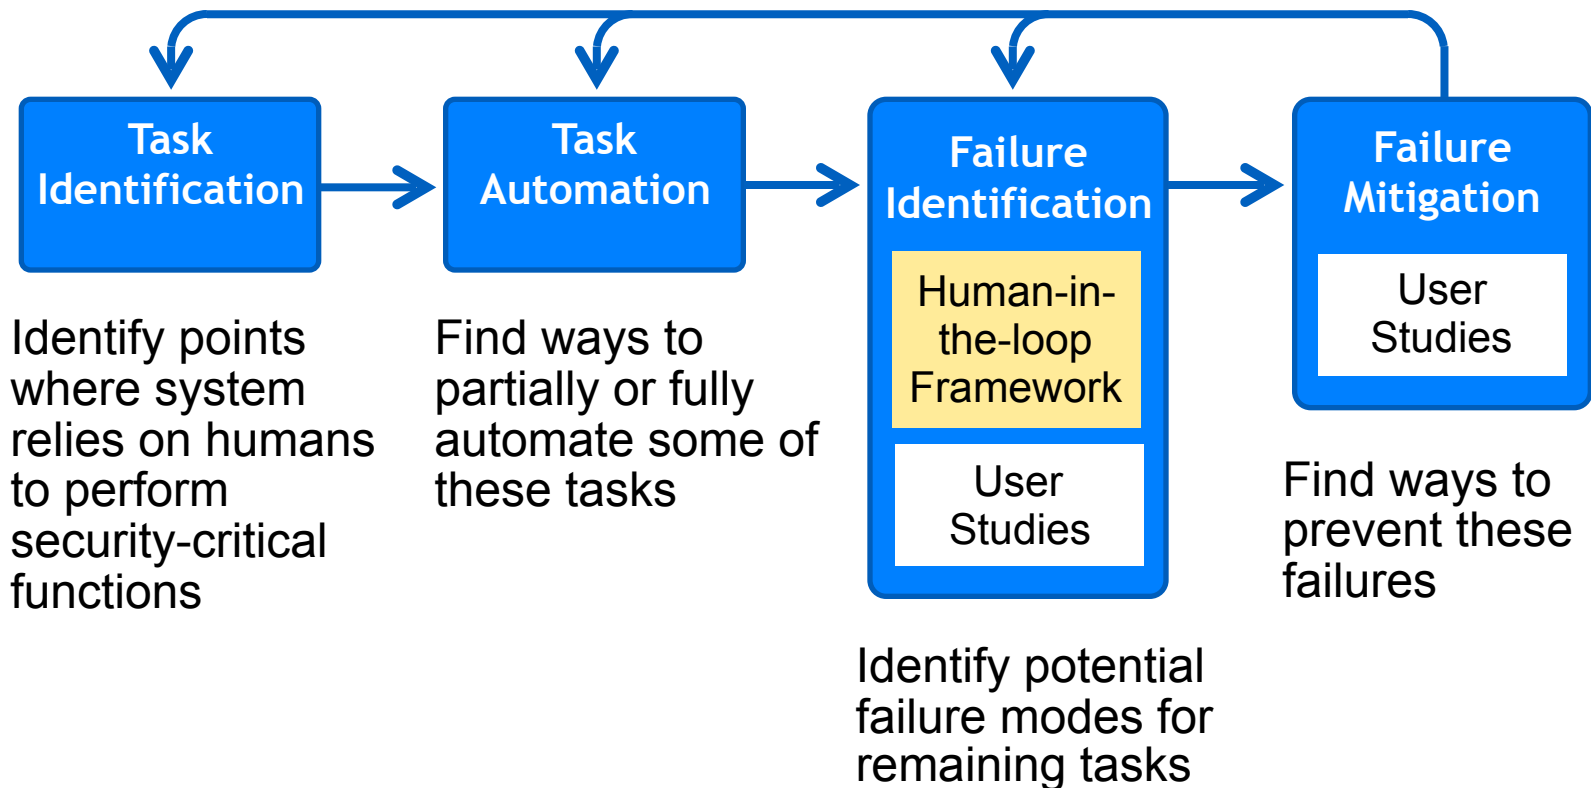 Task
Identification
Identify points
where system
relies on humans
to perform
security-critical
functions
Task
Automation
Find ways to
partially or fully
automate some of
these tasks
Failure
Identification
Human-in-
the-loop
Framework
User
Studies
Identify potential
failure modes for
remaining tasks
Failure
Mitigation
User
Studies
Find ways to
prevent these
failures